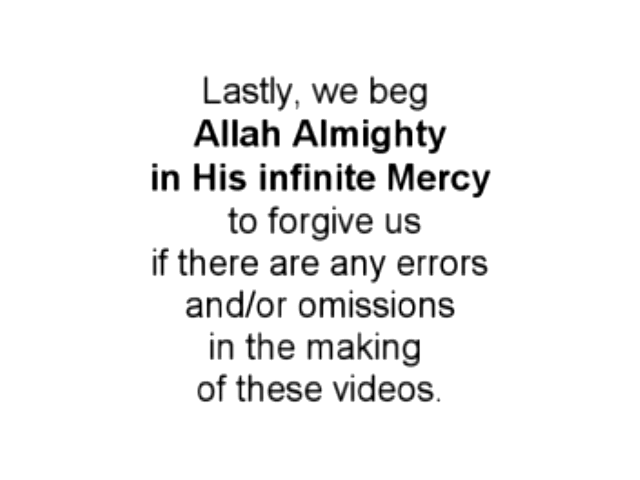 Lastly, we beg
Allah Almighty
in His infinite Mercy
to forgive us
if there are any errors
and/or omissions
in the making
of these videos.